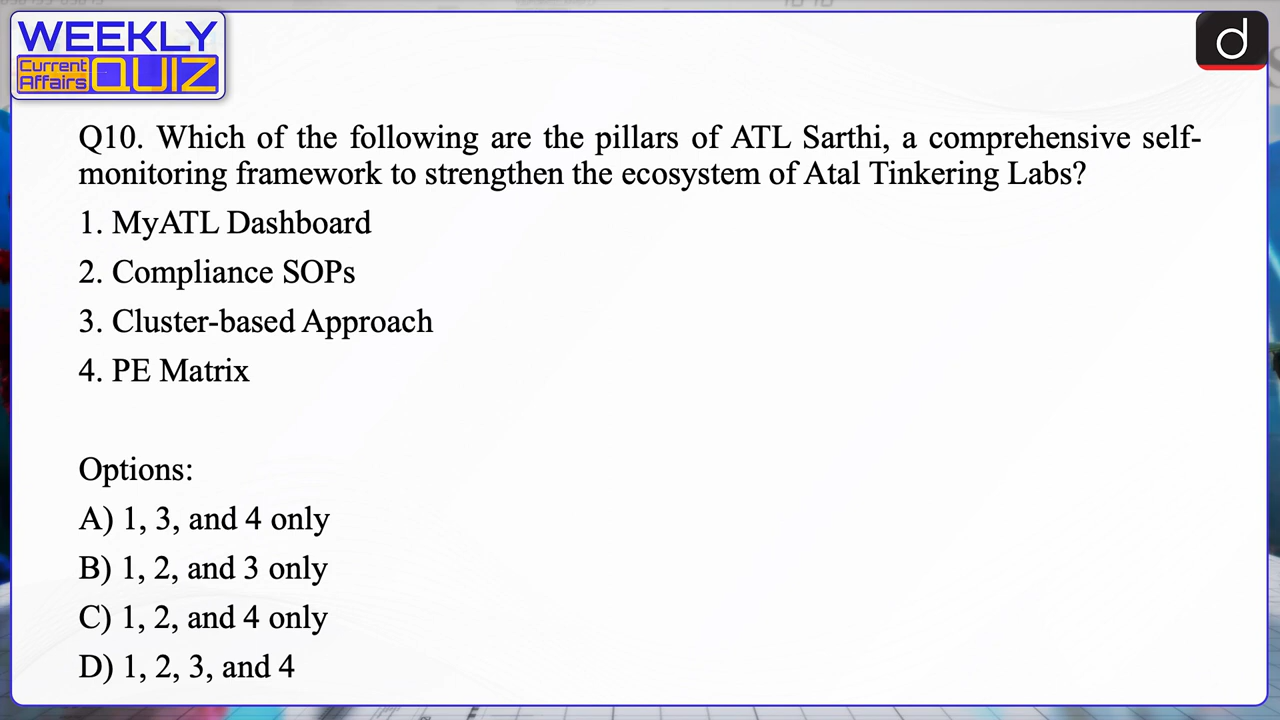 WEEKLY
Current Affairs QUIZ
d
Q10. Which of the following are the pillars of ATL Sarthi, a comprehensive self-
monitoring framework to strengthen the ecosystem of Atal Tinkering Labs?
1. MyATL Dashboard
2. Compliance SOPs
3. Cluster-based Approach
4. PE Matrix
Options:
A) 1, 3, and 4 only
B) 1, 2, and 3 only
C) 1, 2, and 4 only
D) 1, 2, 3, and 4